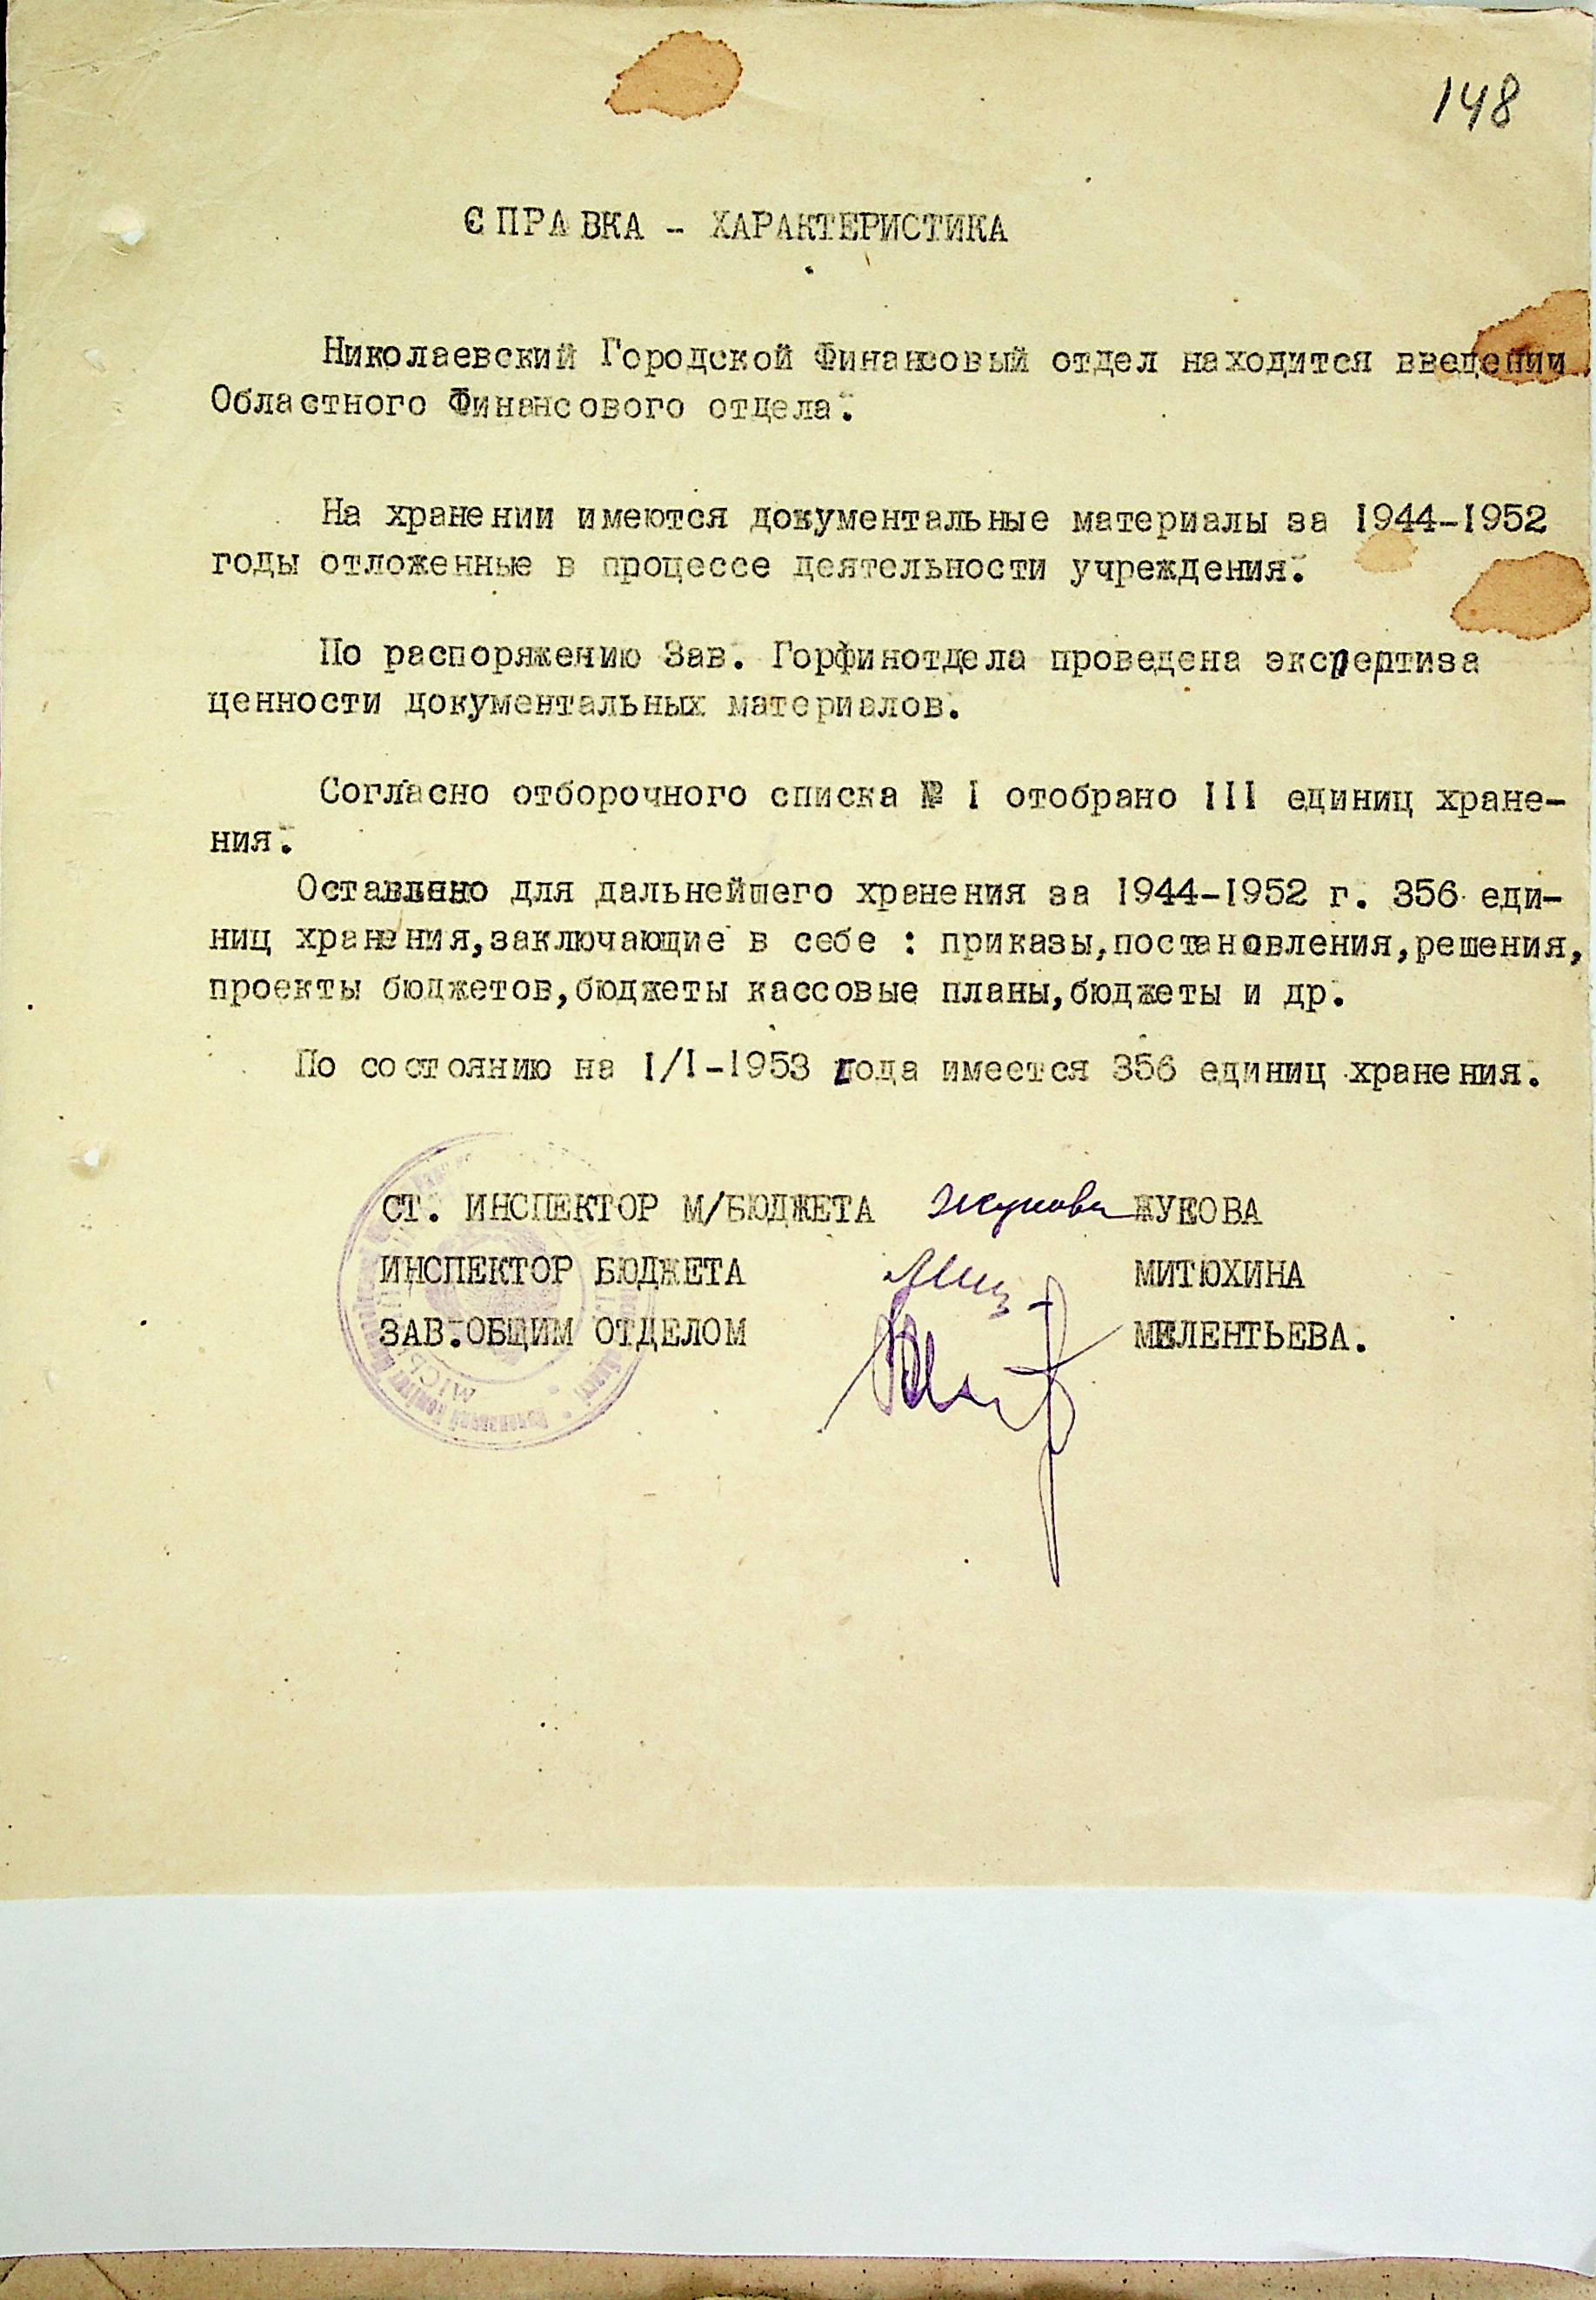 148
СПРАВКА - ХАРАКТЕРИСТИКА
Николаевский Городской Финансовый отдел находится введении
Областного Финансового отдела.
На хранении имеются документальные материалы за 1944-1952
годы отложенные в процессе деятельности учреждения.
По распоряжению Зав. Горфинотдела проведена экспертиза
ценности документальных материалов.
Согласно отборочного списка № I отобрано III единиц хране-
ния.
Оставлено для дальнейшего хранения за 1944-1952 г. 356 еди-
ниц хранения,заключающие в себе : приказы,постановления,решения,
проекты бюджетов,бюджеты кассовые планы,бюджеты и др.
По состоянию на I/I-1953 года имеется 356 единиц хранения.
СТ. ИНСПЕКТОР М/БЮДЖЕТА Жукова ЖУКОВА
ИНСПЕКТОР БЮДЖЕТА МИТЮХИНА
ЗАВ.ОБЩИМ ОТДЕЛОМ МЕЛЕНТЬЕВА.